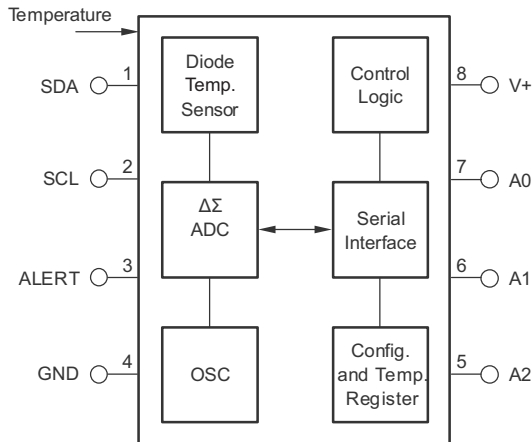 Temperature
SDA
1
SCL
2
ALERT
3
GND
4
Diode
Temp.
Sensor
ΔΣ
ADC
OSC
Control
Logic
Serial
Interface
Config.
and Temp.
Register
8
V+
7
A0
6
A1
5
A2